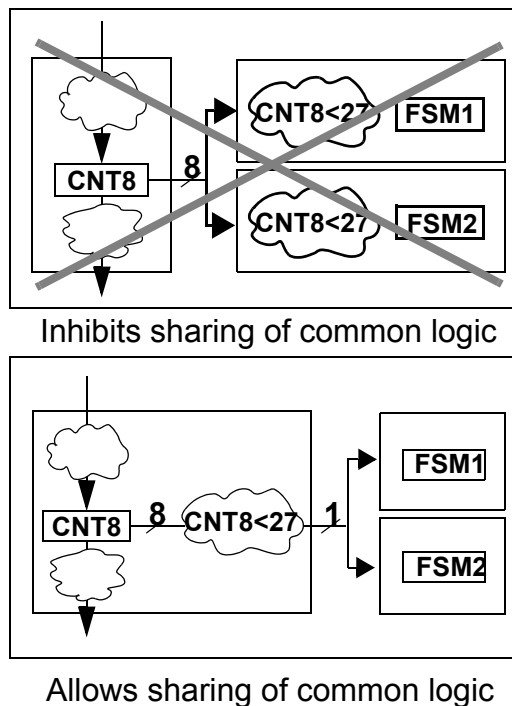 CNT8<27 FSM1
8
CNT8
CNT8<27 FSM2
Inhibits sharing of common logic
FSM1
8 1
CNT8 CNT8<27
FSM2
Allows sharing of common logic